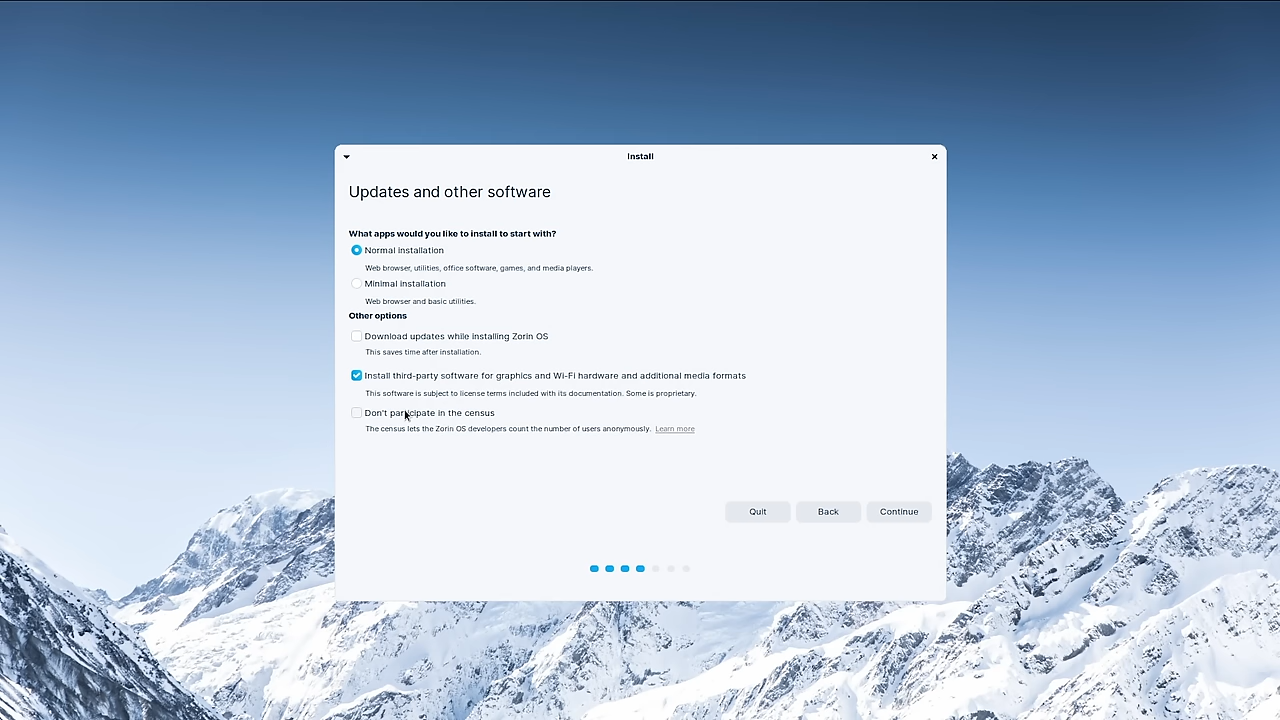 Install
Updates and other software
What apps would you like to install to start with?
Normal installation
Web browser, utilities, office software, games, and media players.
Minimal installation
Web browser and basic utilities.
Other options
Download updates while installing Zorin OS
This saves time after installation.
Install third-party software for graphics and Wi-Fi hardware and additional media formats
This software is subject to license terms included with its documentation. Some is proprietary.
Don't participate in the census
The census lets the Zorin OS developers count the number of users anonymously. Learn more
Quit Back Continue